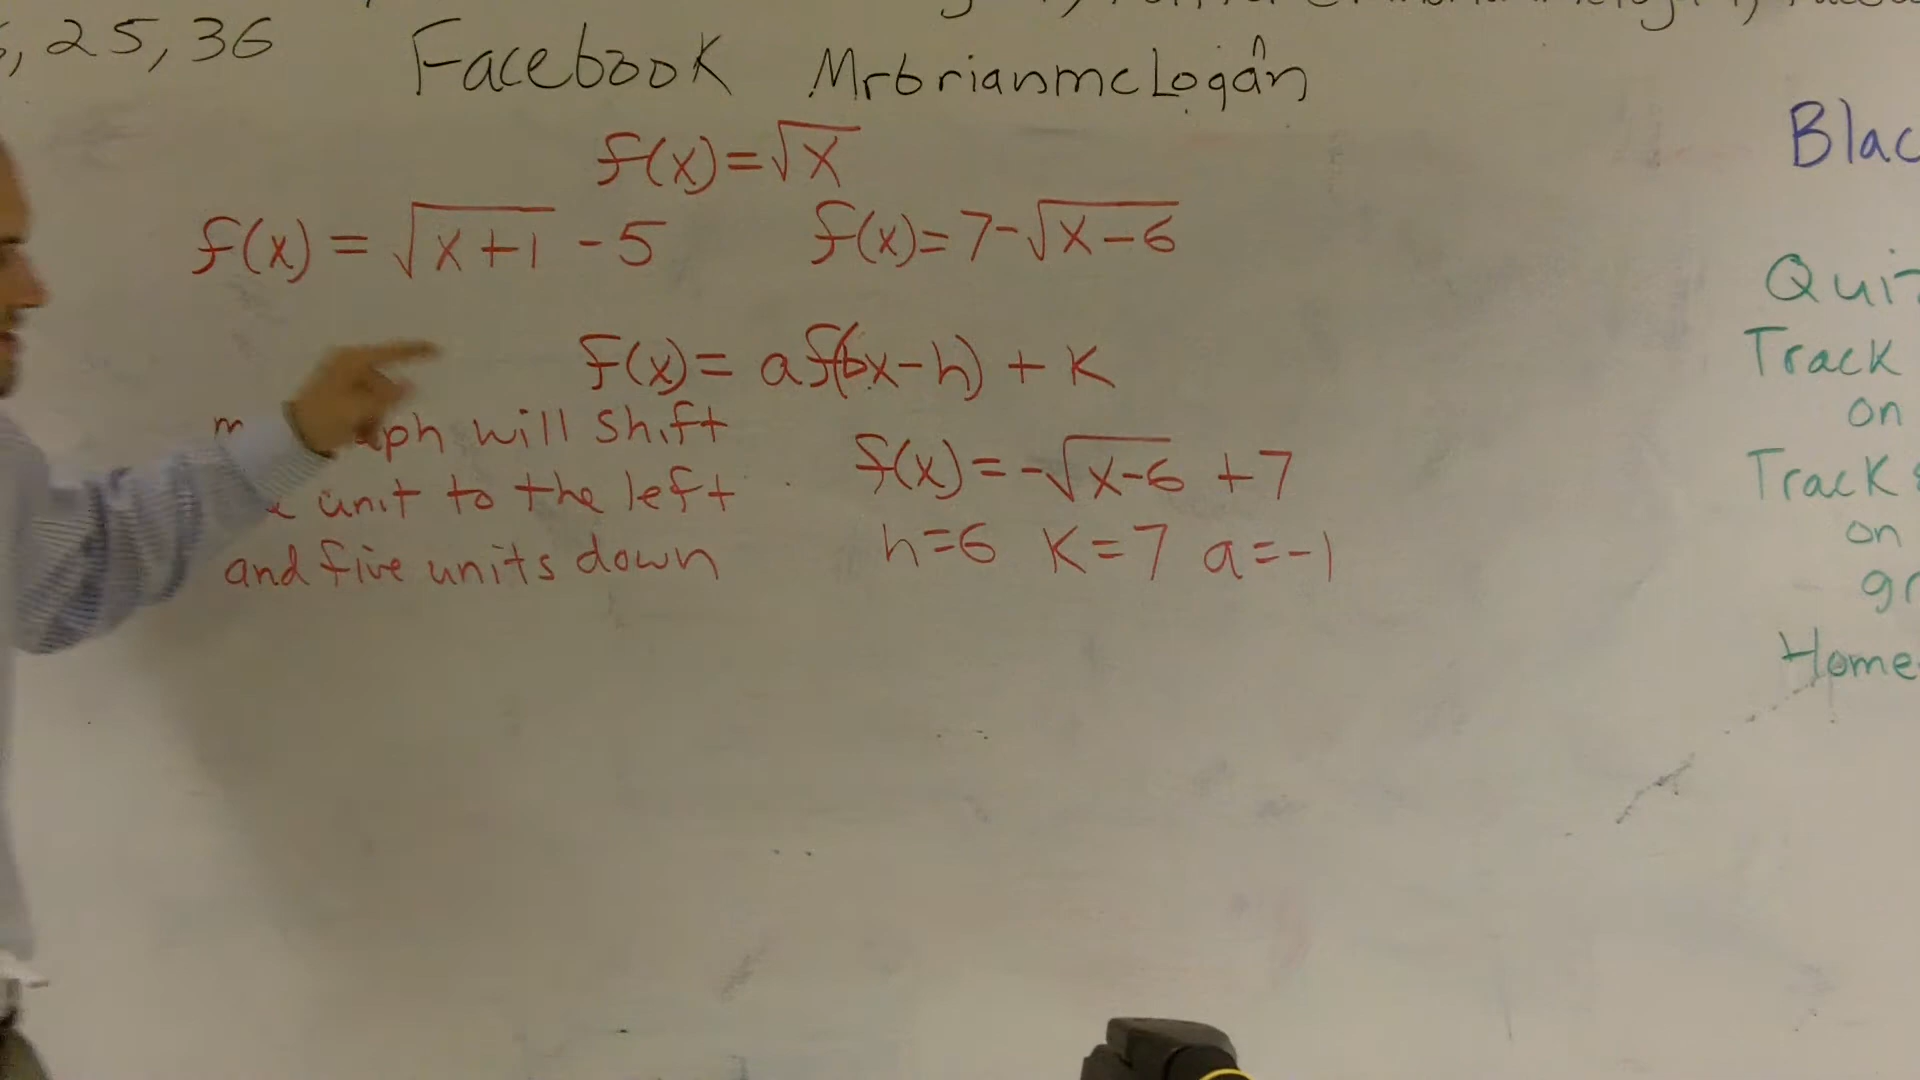 , 25, 36
Facebook Mrbrianmclogan
f(x)=√x
f(x) = √x+1 - 5
f(x)=7-√x-6
f(x)= af(bx-h) + k
will shift
unit to the left
and five units down
f(x)=-√x-6 +7
h=6 K=7 a=-1
Blac
Qui
Track
on
Track
on
gr
Home